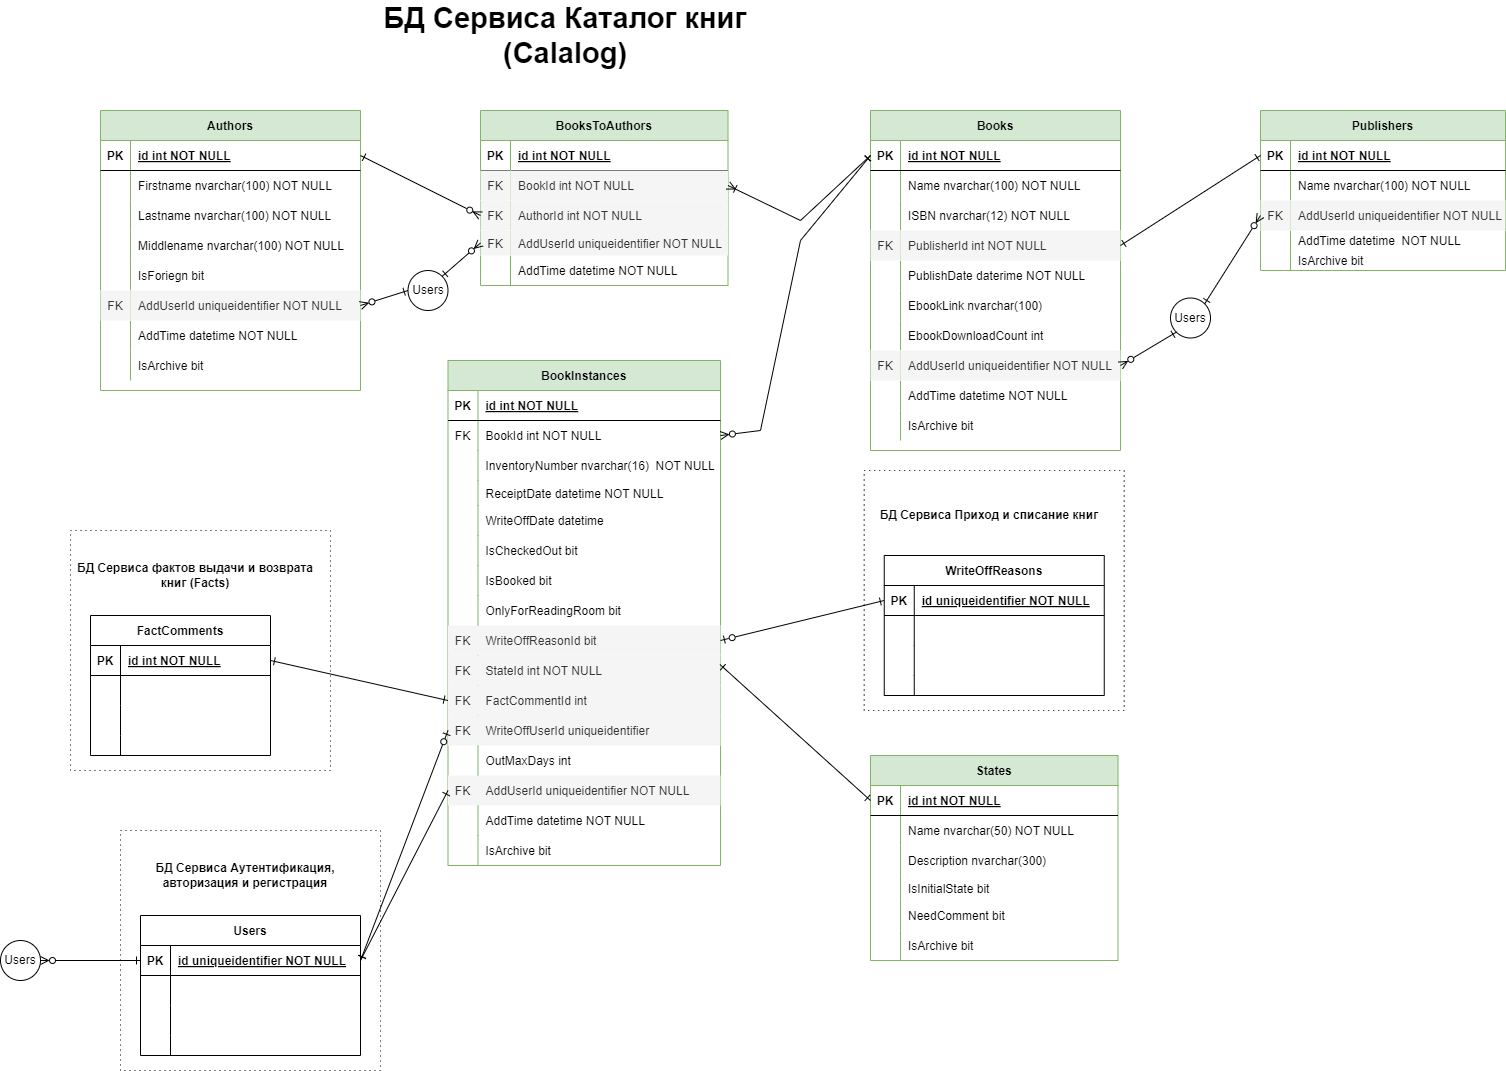 БД Сервиса Каталог книг
(Calalog)
Authors
PK id int NOT NULL
Firstname nvarchar(100) NOT NULL
Lastname nvarchar(100) NOT NULL
Middlename nvarchar(100) NOT NULL
IsForiegn bit
FK AddUserId uniqueidentifier NOT NULL
AddTime datetime NOT NULL
IsArchive bit
BooksToAuthors
PK id int NOT NULL
FK BookId int NOT NULL
FK AuthorId int NOT NULL
FK AddUserId uniqueidentifier NOT NULL
AddTime datetime NOT NULL
Users
Books
PK id int NOT NULL
Name nvarchar(100) NOT NULL
ISBN nvarchar(12) NOT NULL
FK PublisherId int NOT NULL
PublishDate daterime NOT NULL
EbookLink nvarchar(100)
EbookDownloadCount int
FK AddUserId uniqueidentifier NOT NULL
AddTime datetime NOT NULL
IsArchive bit
Publishers
PK id int NOT NULL
Name nvarchar(100) NOT NULL
FK AddUserId uniqueidentifier NOT NULL
AddTime datetime NOT NULL
IsArchive bit
Users
BookInstances
PK id int NOT NULL
FK BookId int NOT NULL
InventoryNumber nvarchar(16) NOT NULL
ReceiptDate datetime NOT NULL
WriteOffDate datetime
IsCheckedOut bit
IsBooked bit
OnlyForReadingRoom bit
FK WriteOffReasonId bit
FK StateId int NOT NULL
FK FactCommentId int
FK WriteOffUserId uniqueidentifier
OutMaxDays int
FK AddUserId uniqueidentifier NOT NULL
AddTime datetime NOT NULL
IsArchive bit
БД Сервиса Приход и списание книг
WriteOffReasons
PK id uniqueidentifier NOT NULL
БД Сервиса фактов выдачи и возврата
книг (Facts)
FactComments
PK id int NOT NULL
States
PK id int NOT NULL
Name nvarchar(50) NOT NULL
Description nvarchar(300)
IsInitialState bit
NeedComment bit
IsArchive bit
БД Сервиса Аутентификация,
авторизация и регистрация
Users
PK id uniqueidentifier NOT NULL
Users